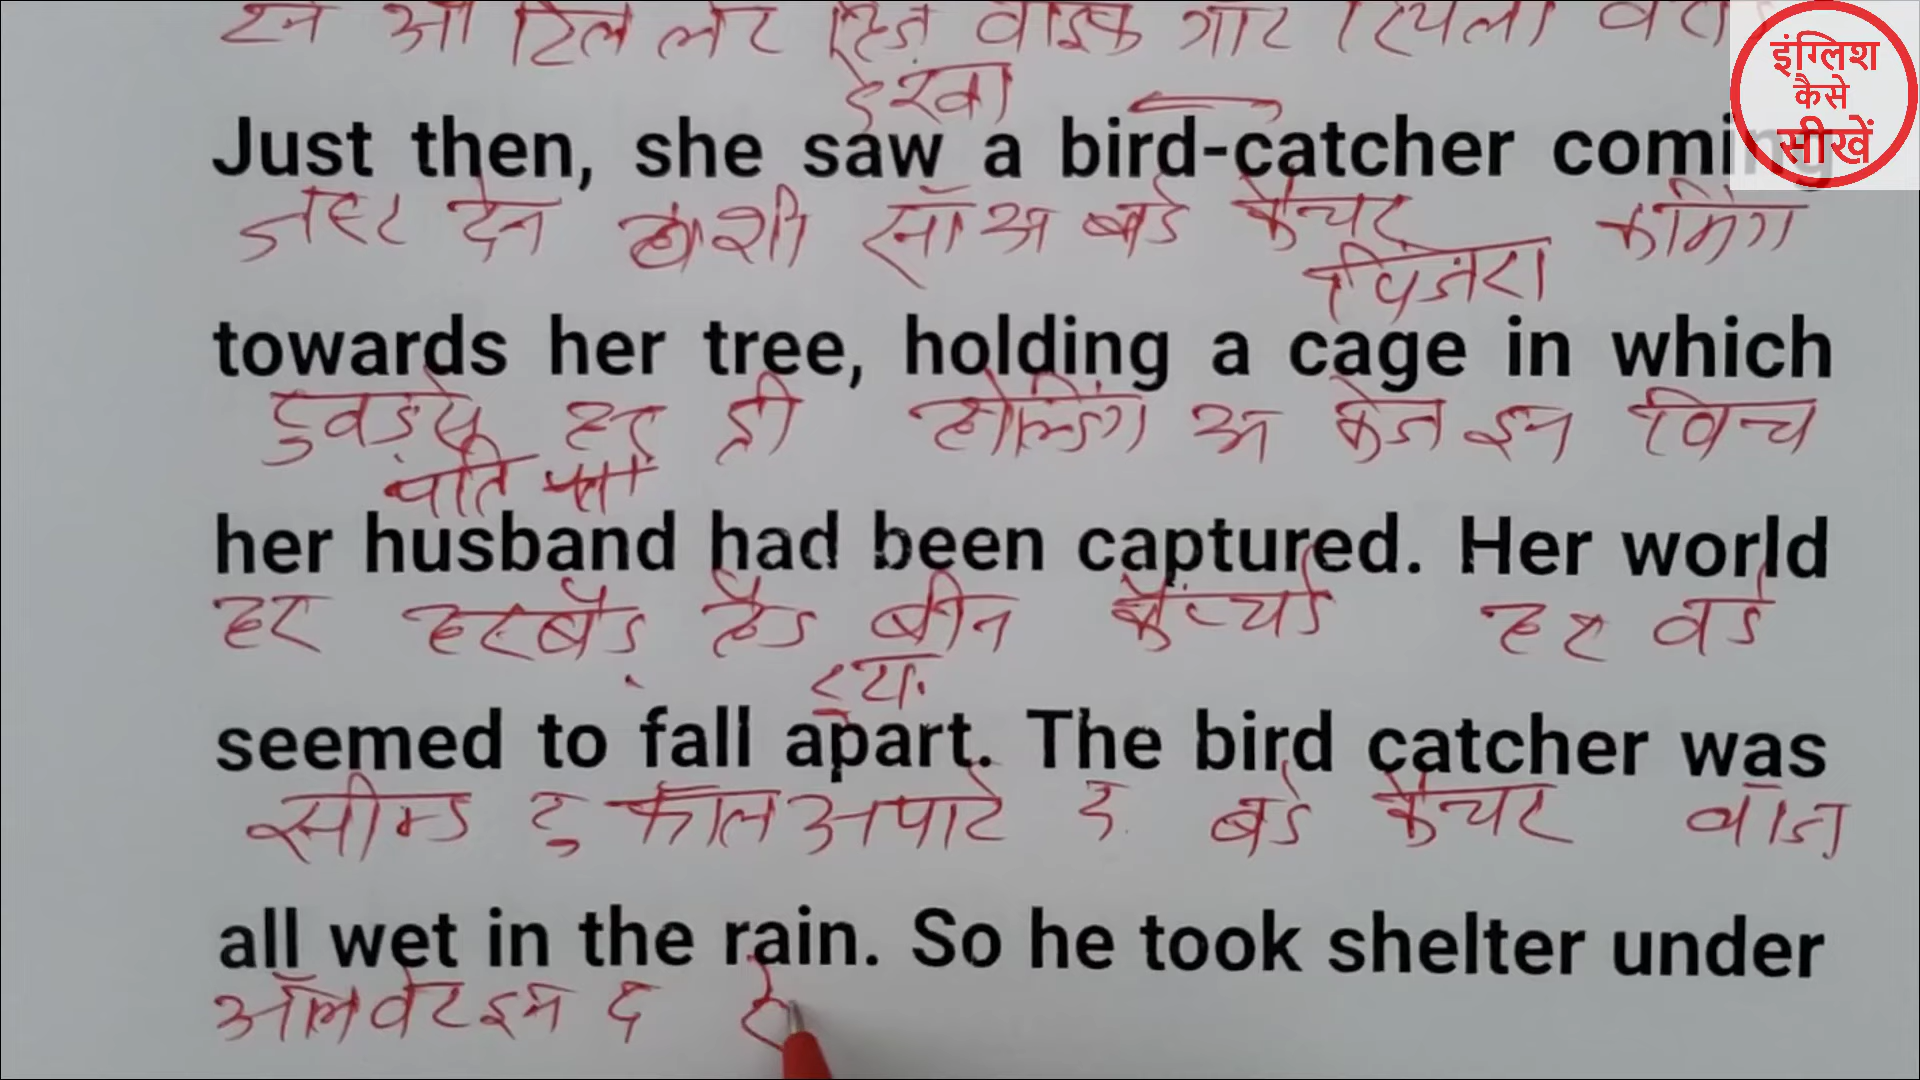 इंग्लिश
कैसे
सीखें
देखा
Just then, she saw a bird-catcher coming
जस्ट देन शी सॉ अ बर्ड कैचर कमिंग
पिंजरा
towards her tree, holding a cage in which
टुवर्ड्स हर ट्री होल्डिंग अ केज इन विच
पति का
her husband had been captured. Her world
हर हस्बैंड हैड बीन कैप्चर्ड हर वर्ल्ड
seemed to fall apart. The bird catcher was
सीम्ड टु फॉल अपार्ट द बर्ड कैचर वॉज
all wet in the rain. So he took shelter under
ऑल वेट इन द